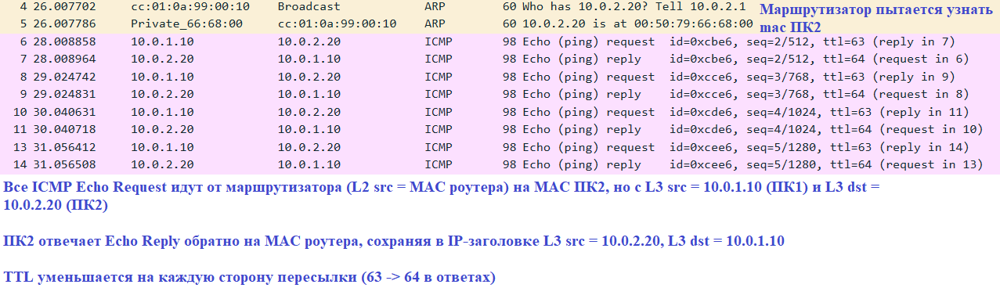 4 26.007702 cc:01:0a:99:00:10 Broadcast ARP 60 Who has 10.0.2.20? Tell 10.0.2.1
5 26.007786 Private_66:68:00 cc:01:0a:99:00:10 ARP 60 10.0.2.20 is at 00:50:79:66:68:00
Маршрутизатор пытается узнать
mac ПК2
6 28.008858 10.0.1.10 10.0.2.20 ICMP 98 Echo (ping) request id=0xcbe6, seq=2/512, ttl=63 (reply in 7)
7 28.008964 10.0.2.20 10.0.1.10 ICMP 98 Echo (ping) reply id=0xcbe6, seq=2/512, ttl=64 (request in 6)
8 29.024742 10.0.1.10 10.0.2.20 ICMP 98 Echo (ping) request id=0xcce6, seq=3/768, ttl=63 (reply in 9)
9 29.024831 10.0.2.20 10.0.1.10 ICMP 98 Echo (ping) reply id=0xcce6, seq=3/768, ttl=64 (request in 8)
10 30.040631 10.0.1.10 10.0.2.20 ICMP 98 Echo (ping) request id=0xcde6, seq=4/1024, ttl=63 (reply in 11)
11 30.040718 10.0.2.20 10.0.1.10 ICMP 98 Echo (ping) reply id=0xcde6, seq=4/1024, ttl=64 (request in 10)
13 31.056412 10.0.1.10 10.0.2.20 ICMP 98 Echo (ping) request id=0xcee6, seq=5/1280, ttl=63 (reply in 14)
14 31.056508 10.0.2.20 10.0.1.10 ICMP 98 Echo (ping) reply id=0xcee6, seq=5/1280, ttl=64 (request in 13)
Все ICMP Echo Request идут от маршрутизатора (L2 src = MAC роутера) на MAC ПК2, но с L3 src = 10.0.1.10 (ПК1) и L3 dst =
10.0.2.20 (ПК2)
ПК2 отвечает Echo Reply обратно на MAC роутера, сохраняя в IP-заголовке L3 src = 10.0.2.20, L3 dst = 10.0.1.10
TTL уменьшается на каждую сторону пересылки (63 -> 64 в ответах)